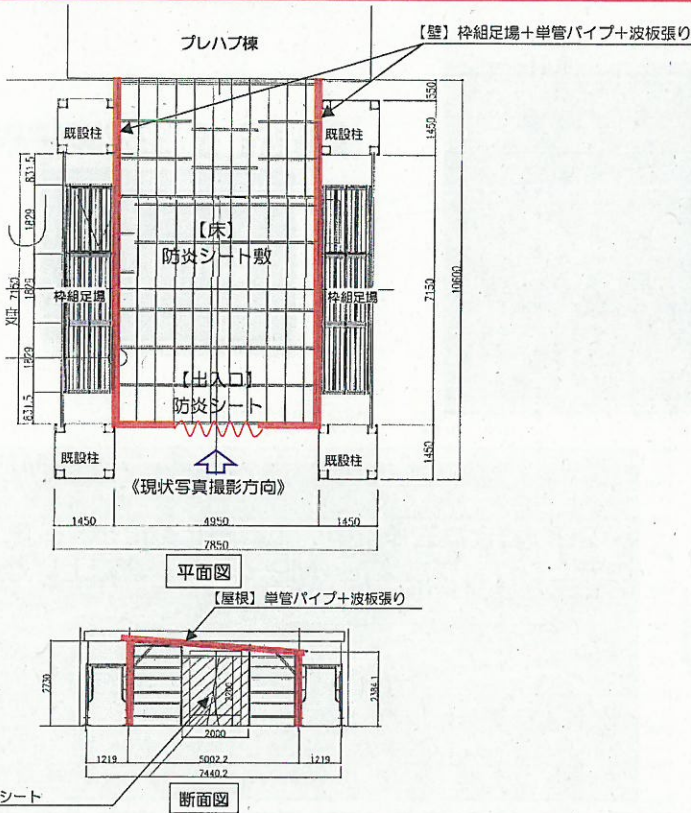 【壁】枠組足場+単管パイプ+波板張り
プレハブ棟
550
既設柱
既設柱
1450
631.5
1829
【床】
防炎シート敷
7150
1829
枠組足場
枠組足場
7150
10600
1829
【出入口】
防炎シート
631.5
既設柱
既設柱
1450
《現状写真撮影方向》
1450
4950
1450
7850
平面図
【屋根】単管パイプ+波板張り
2730
2384.1
2000
1219
5002.2
1219
7440.2
シート
断面図